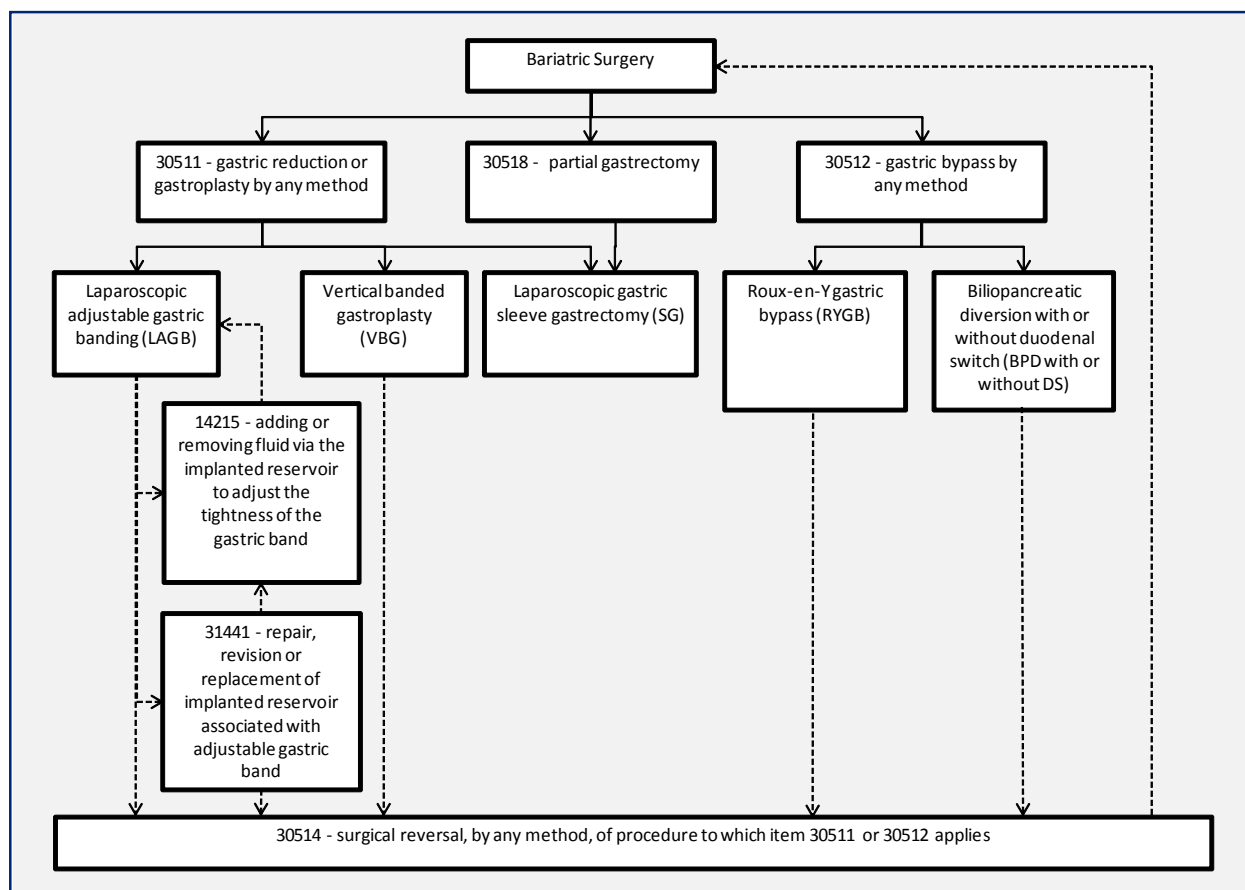 Bariatric Surgery
30511 - gastric reduction or
gastroplasty by any method
30518 - partial gastrectomy
30512 - gastric bypass by
any method
Laparoscopic
adjustable gastric
banding (LAGB)
Vertical banded
gastroplasty
(VBG)
Laparoscopic gastric
sleeve gastrectomy (SG)
Roux-en-Y gastric
bypass (RYGB)
Biliopancreatic
diversion with or
without duodenal
switch (BPD with or
without DS)
14215 - adding or
removing fluid via the
implanted reservoir
to adjust the
tightness of the
gastric band
31441 - repair,
revision or
replacement of
implanted reservoir
associated with
adjustable gastric
band
30514 - surgical reversal, by any method, of procedure to which item 30511 or 30512 applies